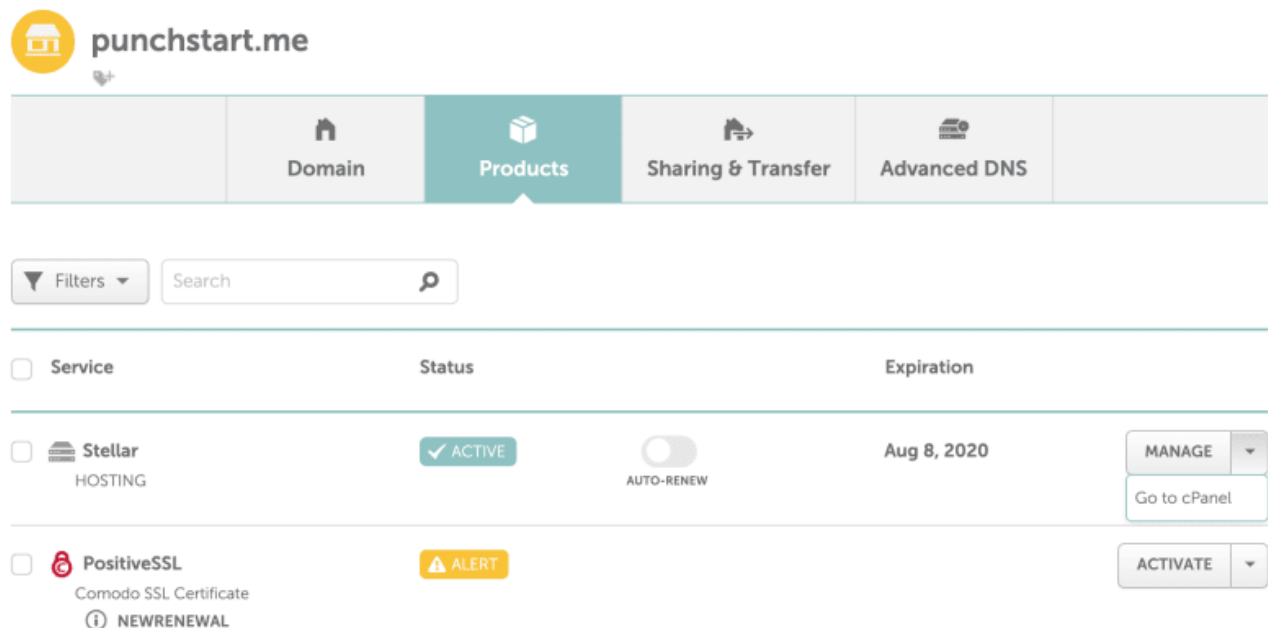 punchstart.me
Domain
Products
Sharing & Transfer
Advanced DNS
Filters
Search
Service
Status
Expiration
Stellar
HOSTING
ACTIVE
AUTO-RENEW
Aug 8, 2020
MANAGE
Go to cPanel
PositiveSSL
Comodo SSL Certificate
NEWRENEWAL
ALERT
ACTIVATE